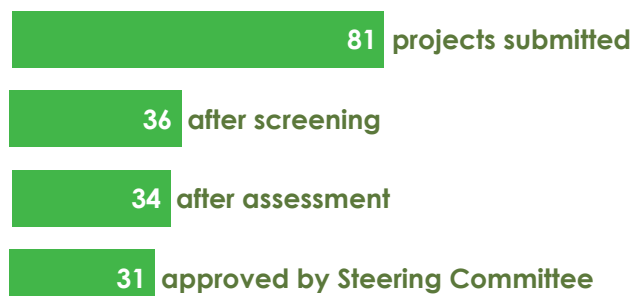 81 projects submitted
36 after screening
34 after assessment
31 approved by Steering Committee